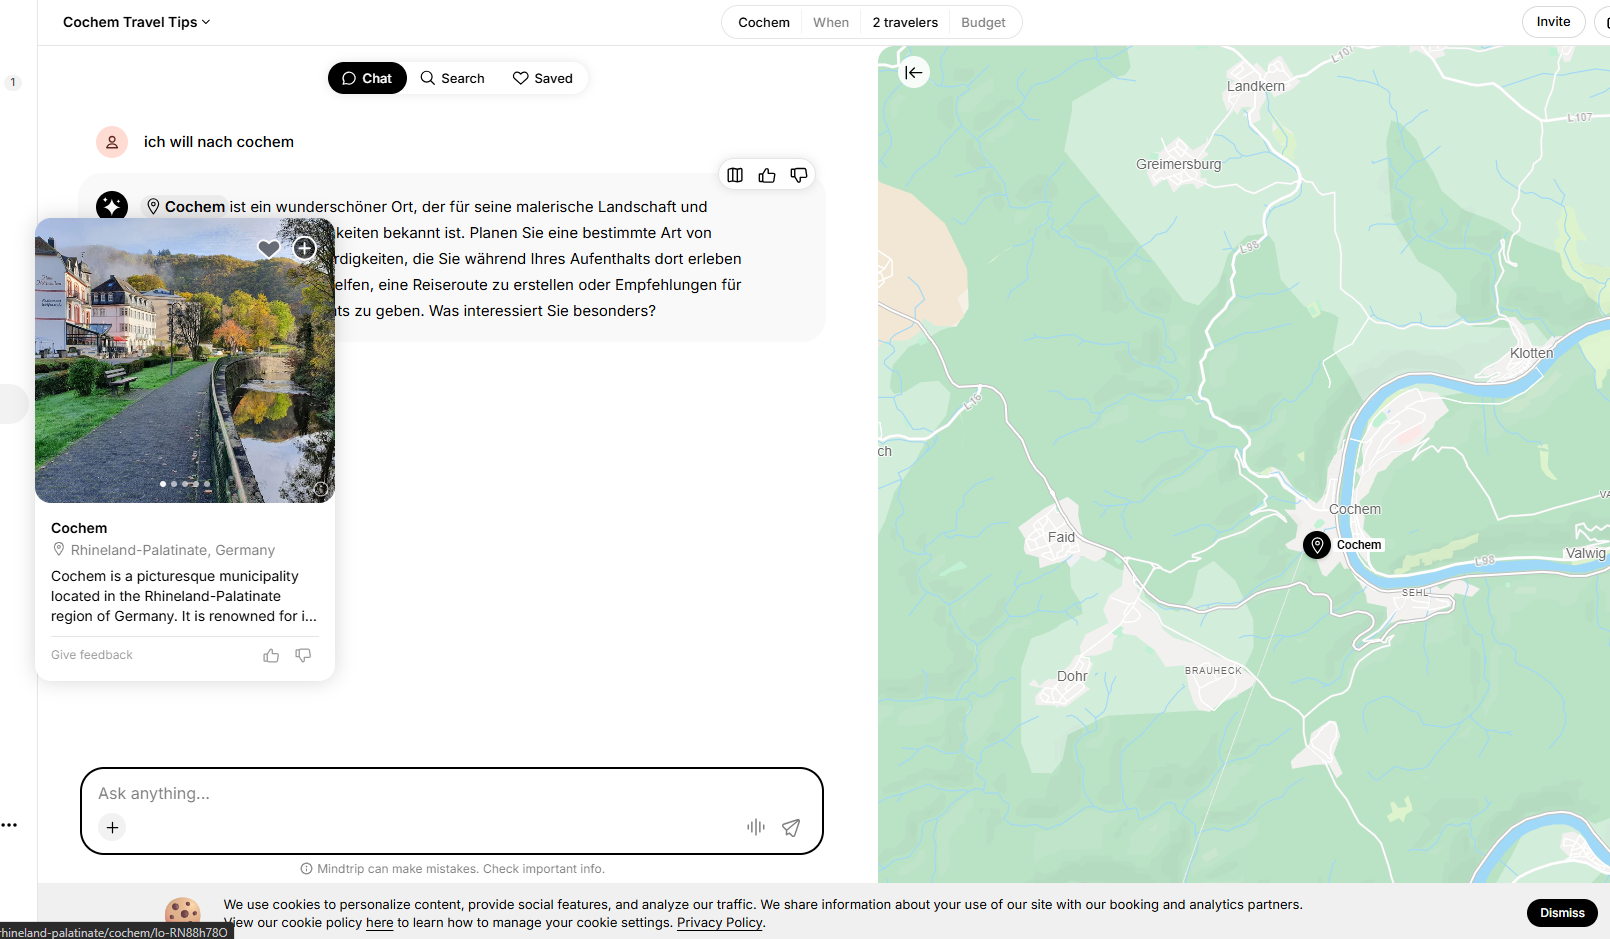 Cochem Travel Tips
Cochem
When
2 travelers
Budget
Invite
1
Chat
Search
Saved
ich will nach cochem
Cochem ist ein wunderschöner Ort, der für seine malerische Landschaft und
keiten bekannt ist. Planen Sie eine bestimmte Art von
rdigkeiten, die Sie während Ihres Aufenthalts dort erleben
elfen, eine Reiseroute zu erstellen oder Empfehlungen für
ts zu geben. Was interessiert Sie besonders?
Cochem
Rhineland-Palatinate, Germany
Cochem is a picturesque municipality
located in the Rhineland-Palatinate
region of Germany. It is renowned for i...
Give feedback
Ask anything...
Mindtrip can make mistakes. Check important info.
L107
Landkern
L107
Greimersburg
L98
Klotten
L16
ch
Cochem
VA
Faid
Cochem
Valwig
L98
SEHL
Dohr
BRAUHECK
We use cookies to personalize content, provide social features, and analyze our traffic. We share information about your use of our site with our booking and analytics partners.
View our cookie policy here to learn how to manage your cookie settings. Privacy Policy.
Dismiss
rhineland-palatinate/cochem/lo-RN88h78O